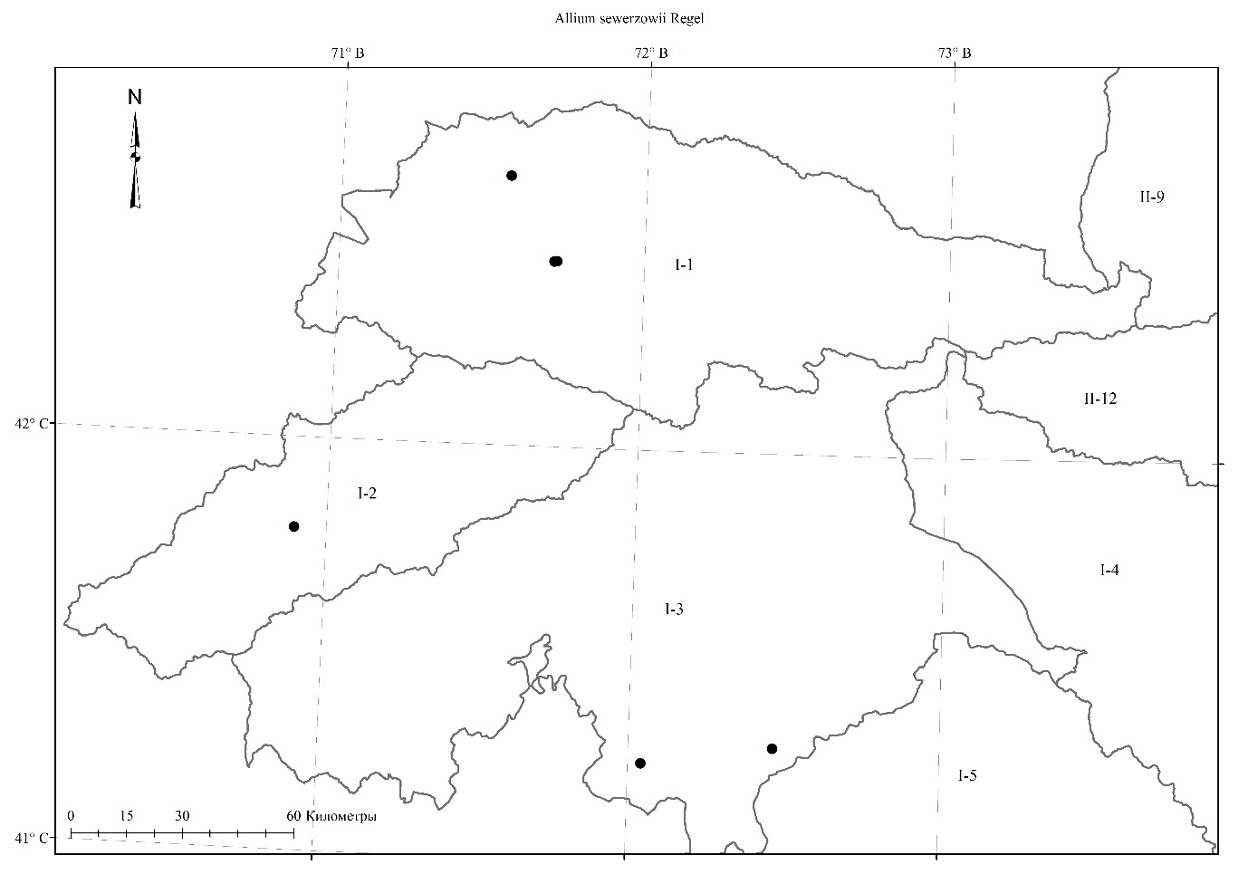 Allium sewerzowii Regel
71° В 72° В 73° В
N
II-9
I-1
II-12
42° С
I-2
I-4
I-3
I-5
0 15 30 60 Километры
41° С